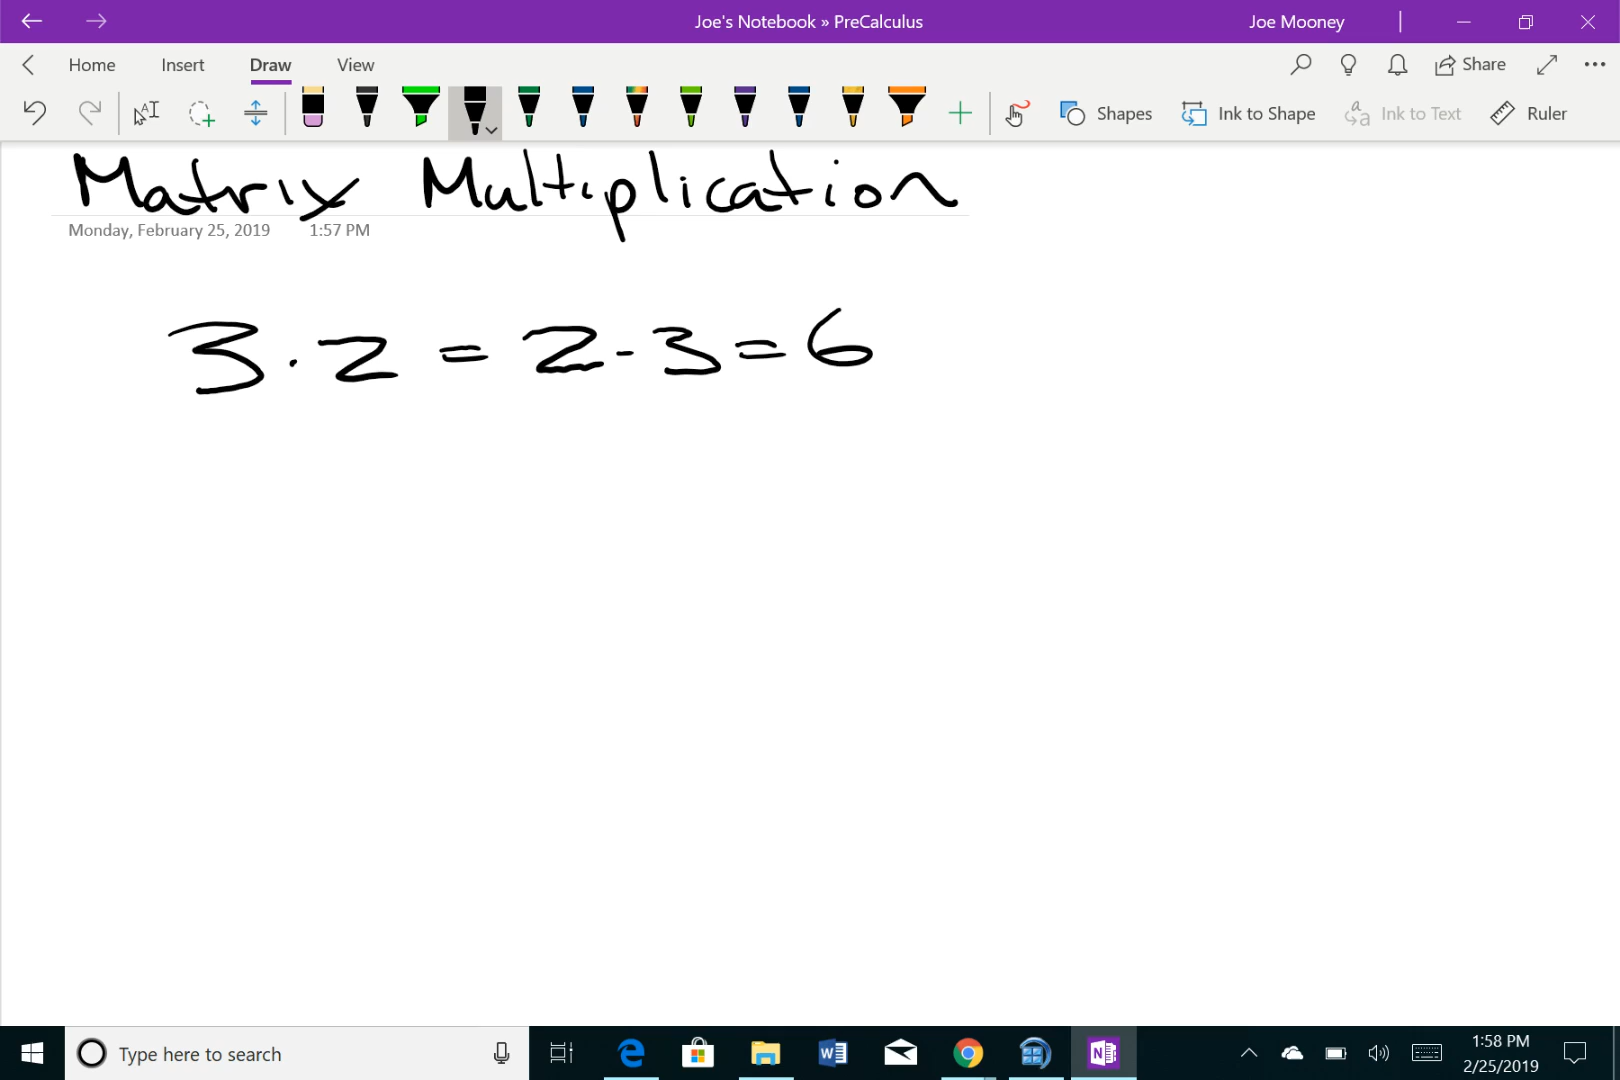 Joe's Notebook » PreCalculus
Joe Mooney
Home Insert Draw View
Share
Shapes Ink to Shape Ink to Text Ruler
Matrix Multiplication
Monday, February 25, 2019 1:57 PM
3 · 2 = 2 - 3 = 6
Type here to search
1:58 PM
2/25/2019